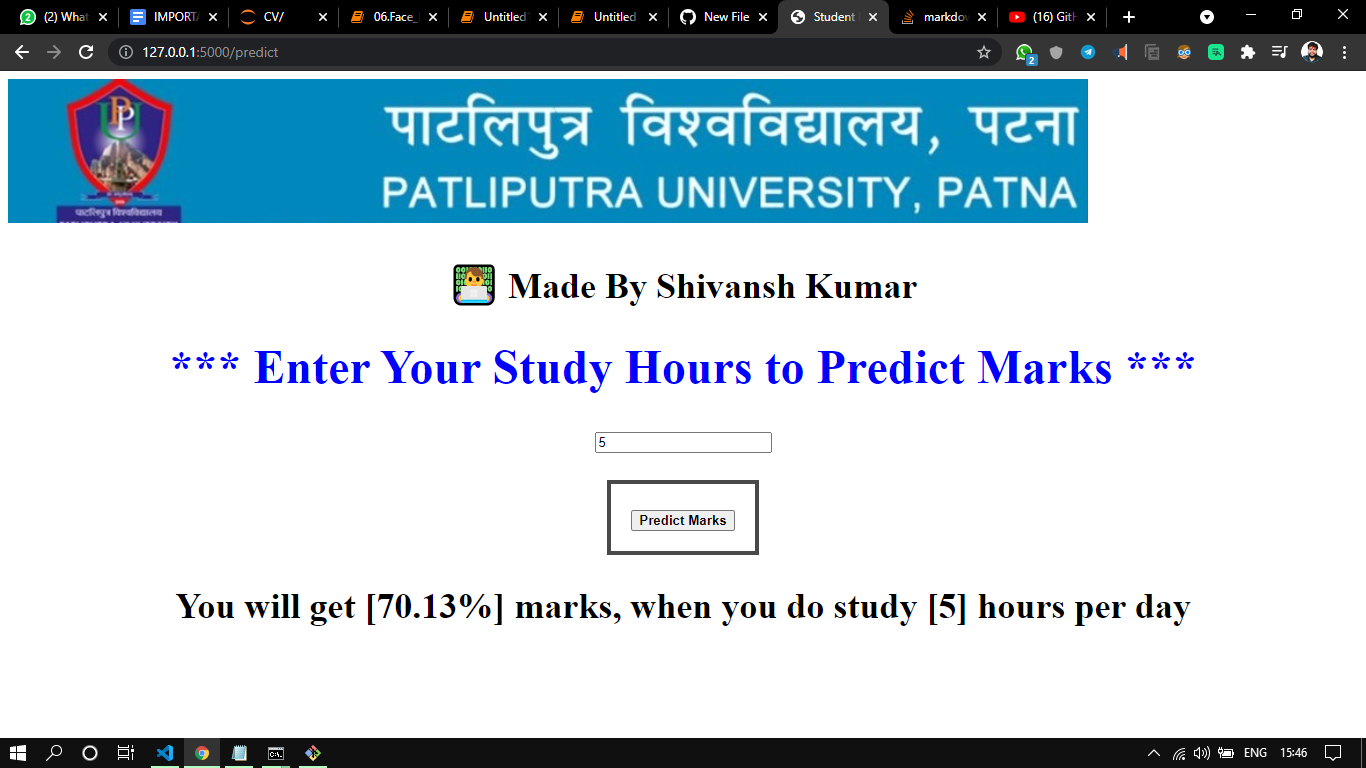 (2) What
IMPORTA
CV/
06.Face_
Untitled
Untitled
New File
Student
markdow
(16) GitH
127.0.0.1:5000/predict
2
पाटलिपुत्र विश्वविद्यालय, पटना
PATLIPUTRA UNIVERSITY, PATNA
पाटलिपुत्र विश्वविद्यालय
Made By Shivansh Kumar
*** Enter Your Study Hours to Predict Marks ***
5
Predict Marks
You will get [70.13%] marks, when you do study [5] hours per day
ENG 15:46